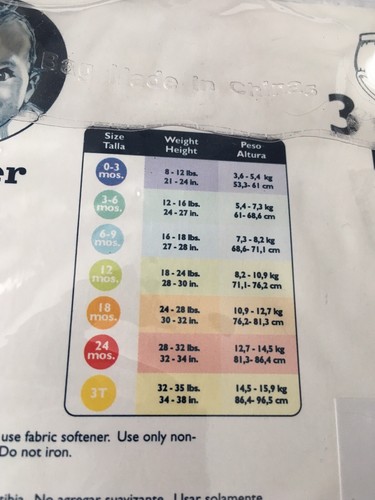 Bag Made in China
3
er
Size Weight Peso
Talla Height Altura
0-3 mos. 8 - 12 lbs. 3,6 - 5,4 kg
21 - 24 in. 53,3- 61 cm
3-6 mos. 12 - 16 lbs. 5,4 - 7,3 kg
24 - 27 in. 61- 68,6 cm
6-9 mos. 16 - 18 lbs. 7,3 - 8,2 kg
27 - 28 in. 68,6- 71,1 cm
12 mos. 18 - 24 lbs. 8,2 - 10,9 kg
28 - 30 in. 71,1- 76,2 cm
18 mos. 24 - 28 lbs. 10,9 - 12,7 kg
30 - 32 in. 76,2- 81,3 cm
24 mos. 28 - 32 lbs. 12,7 - 14,5 kg
32 - 34 in. 81,3- 86,4 cm
3T 32 - 35 lbs. 14,5 - 15,9 kg
34 - 38 in. 86,4- 96,5 cm
use fabric softener. Use only non-
Do not iron.
tibia. No agregar suavizante. Usar solamente